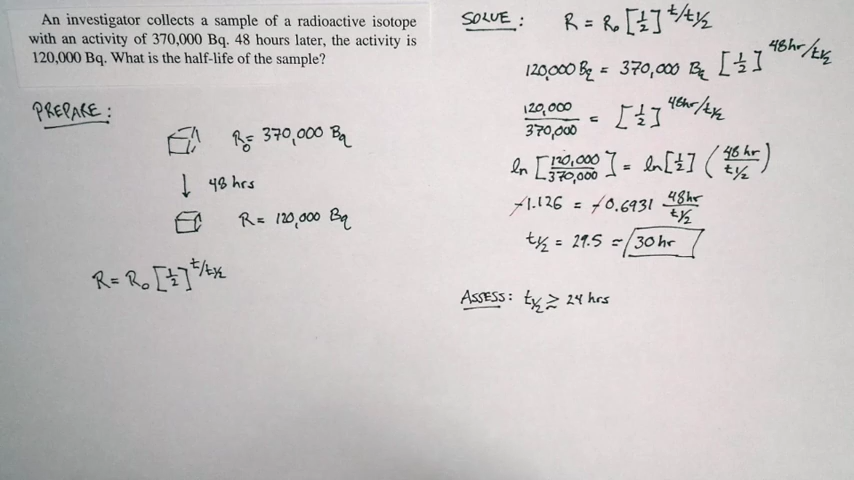 An investigator collects a sample of a radioactive isotope
with an activity of 370,000 Bq. 48 hours later, the activity is
120,000 Bq. What is the half-life of the sample?
PREPARE:
R₀= 370,000 Bq
↓ 48 hrs
R= 120,000 Bq
R= R₀ [1/2]^t/t½
SOLVE: R = R₀ [1/2]^t/t½
120,000 Bq = 370,000 Bq [1/2]^48hr/t½
120,000/370,000 = [1/2]^48hr/t½
ln [120,000/370,000] = ln[1/2] (48 hr/t½)
-1.126 = -0.6931 48hr/t½
t½ = 29.5 = 30 hr
ASSESS: t½ ≥ 24 hrs